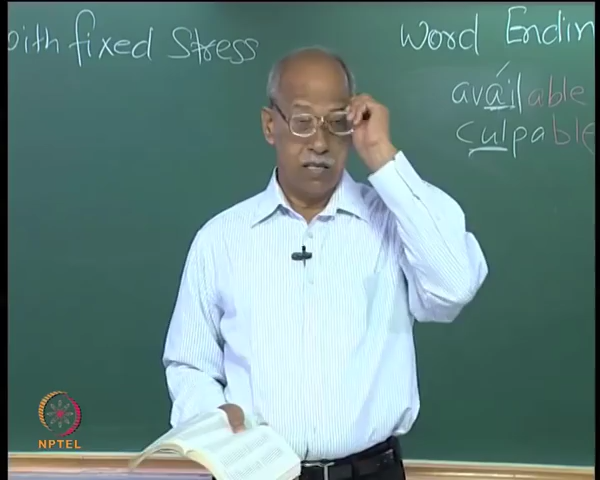 with fixed Stress
Word Endin
available
culpable
NPTEL